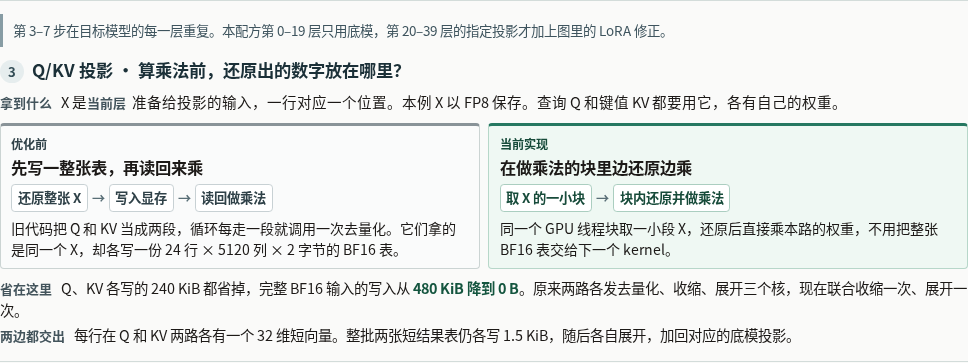 第 3–7 步在目标模型的每一层重复。本配方第 0–19 层只用底模，第 20–39 层的指定投影才加上图里的 LoRA 修正。
3 Q/KV 投影 · 算乘法前，还原出的数字放在哪里？
拿到什么 X 是当前层 准备给投影的输入，一行对应一个位置。本例 X 以 FP8 保存。查询 Q 和键值 KV 都要用它，各有自己的权重。
优化前
先写一整张表，再读回来乘
还原整张 X → 写入显存 → 读回做乘法
旧代码把 Q 和 KV 当成两段，循环每走一段就调用一次去量化。它们拿的
是同一个 X，却各写一份 24 行 × 5120 列 × 2 字节的 BF16 表。
当前实现
在做乘法的块里边还原边乘
取 X 的一小块 → 块内还原并做乘法
同一个 GPU 线程块取一小段 X，还原后直接乘本路的权重，不用把整张
BF16 表交给下一个 kernel。
省在这里 Q、KV 各写的 240 KiB 都省掉，完整 BF16 输入的写入从 480 KiB 降到 0 B。原来两路各发去量化、收缩、展开三个核，现在联合收缩一次、展开一
次。
两边都交出 每行在 Q 和 KV 两路各有一个 32 维短向量。整批两张短结果表仍各写 1.5 KiB，随后各自展开，加回对应的底模投影。